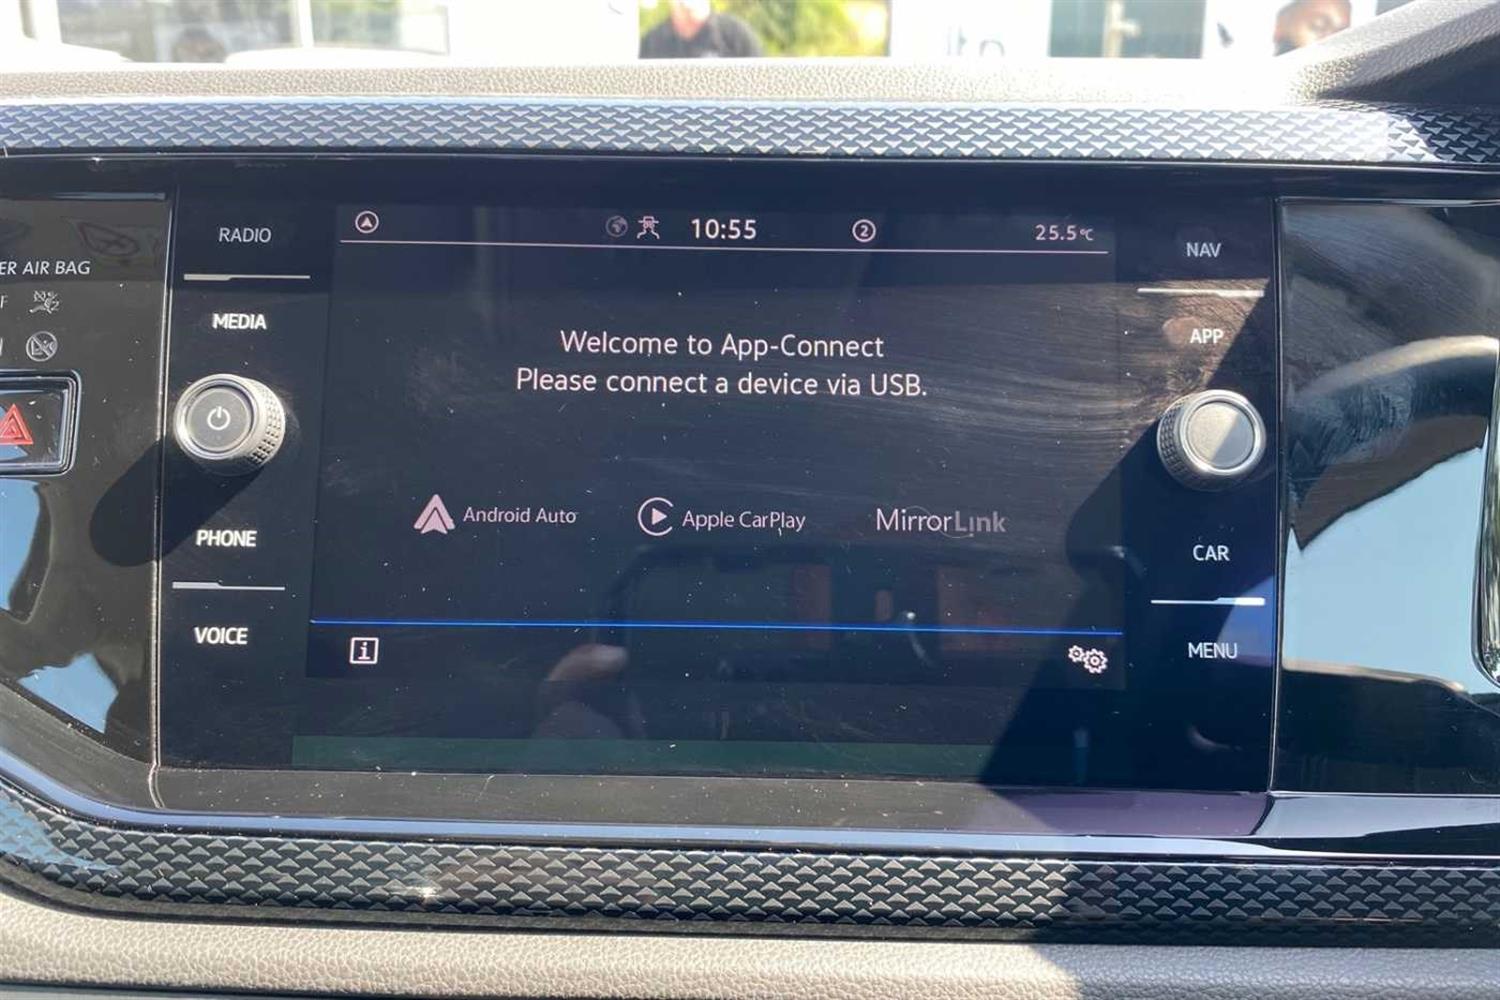 RADIO
MEDIA
PHONE
VOICE
ER AIR BAG
10:55
2
25.5°C
Welcome to App-Connect
Please connect a device via USB.
Android Auto
Apple CarPlay
MirrorLink
i
NAV
APP
CAR
MENU